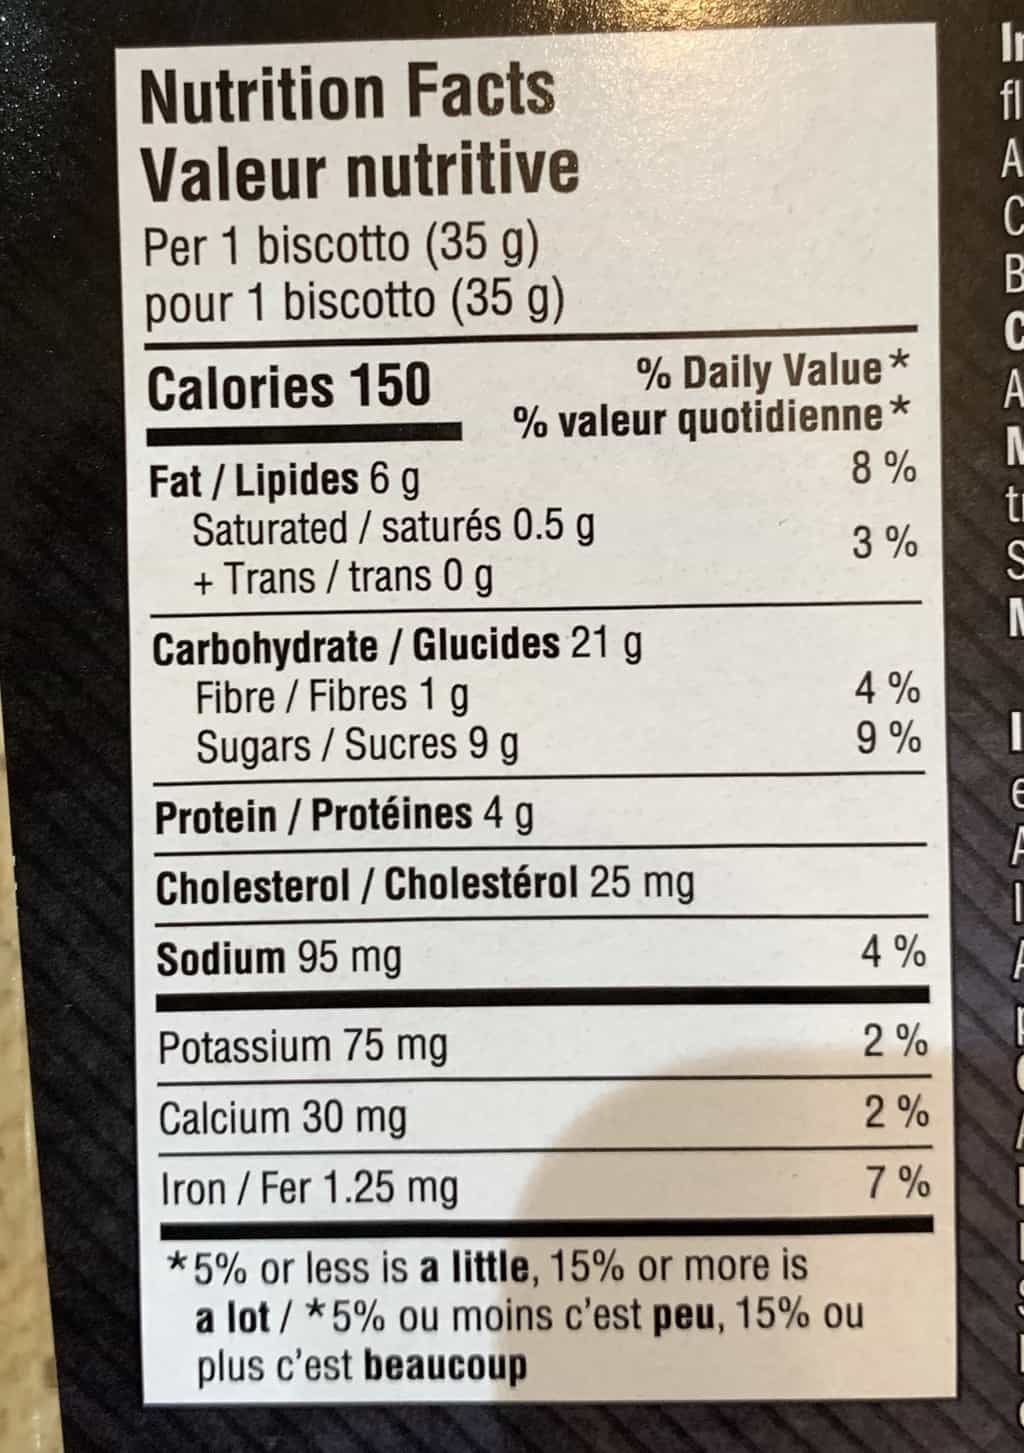 Nutrition Facts
Valeur nutritive
Per 1 biscotto (35 g)
pour 1 biscotto (35 g)
Calories 150
% Daily Value*
% valeur quotidienne*
Fat / Lipides 6 g 8 %
Saturated / saturés 0.5 g
+ Trans / trans 0 g 3 %
Carbohydrate / Glucides 21 g
Fibre / Fibres 1 g 4 %
Sugars / Sucres 9 g 9 %
Protein / Protéines 4 g
Cholesterol / Cholestérol 25 mg
Sodium 95 mg 4 %
Potassium 75 mg 2 %
Calcium 30 mg 2 %
Iron / Fer 1.25 mg 7 %
*5% or less is a little, 15% or more is
a lot / *5% ou moins c'est peu, 15% ou
plus c'est beaucoup